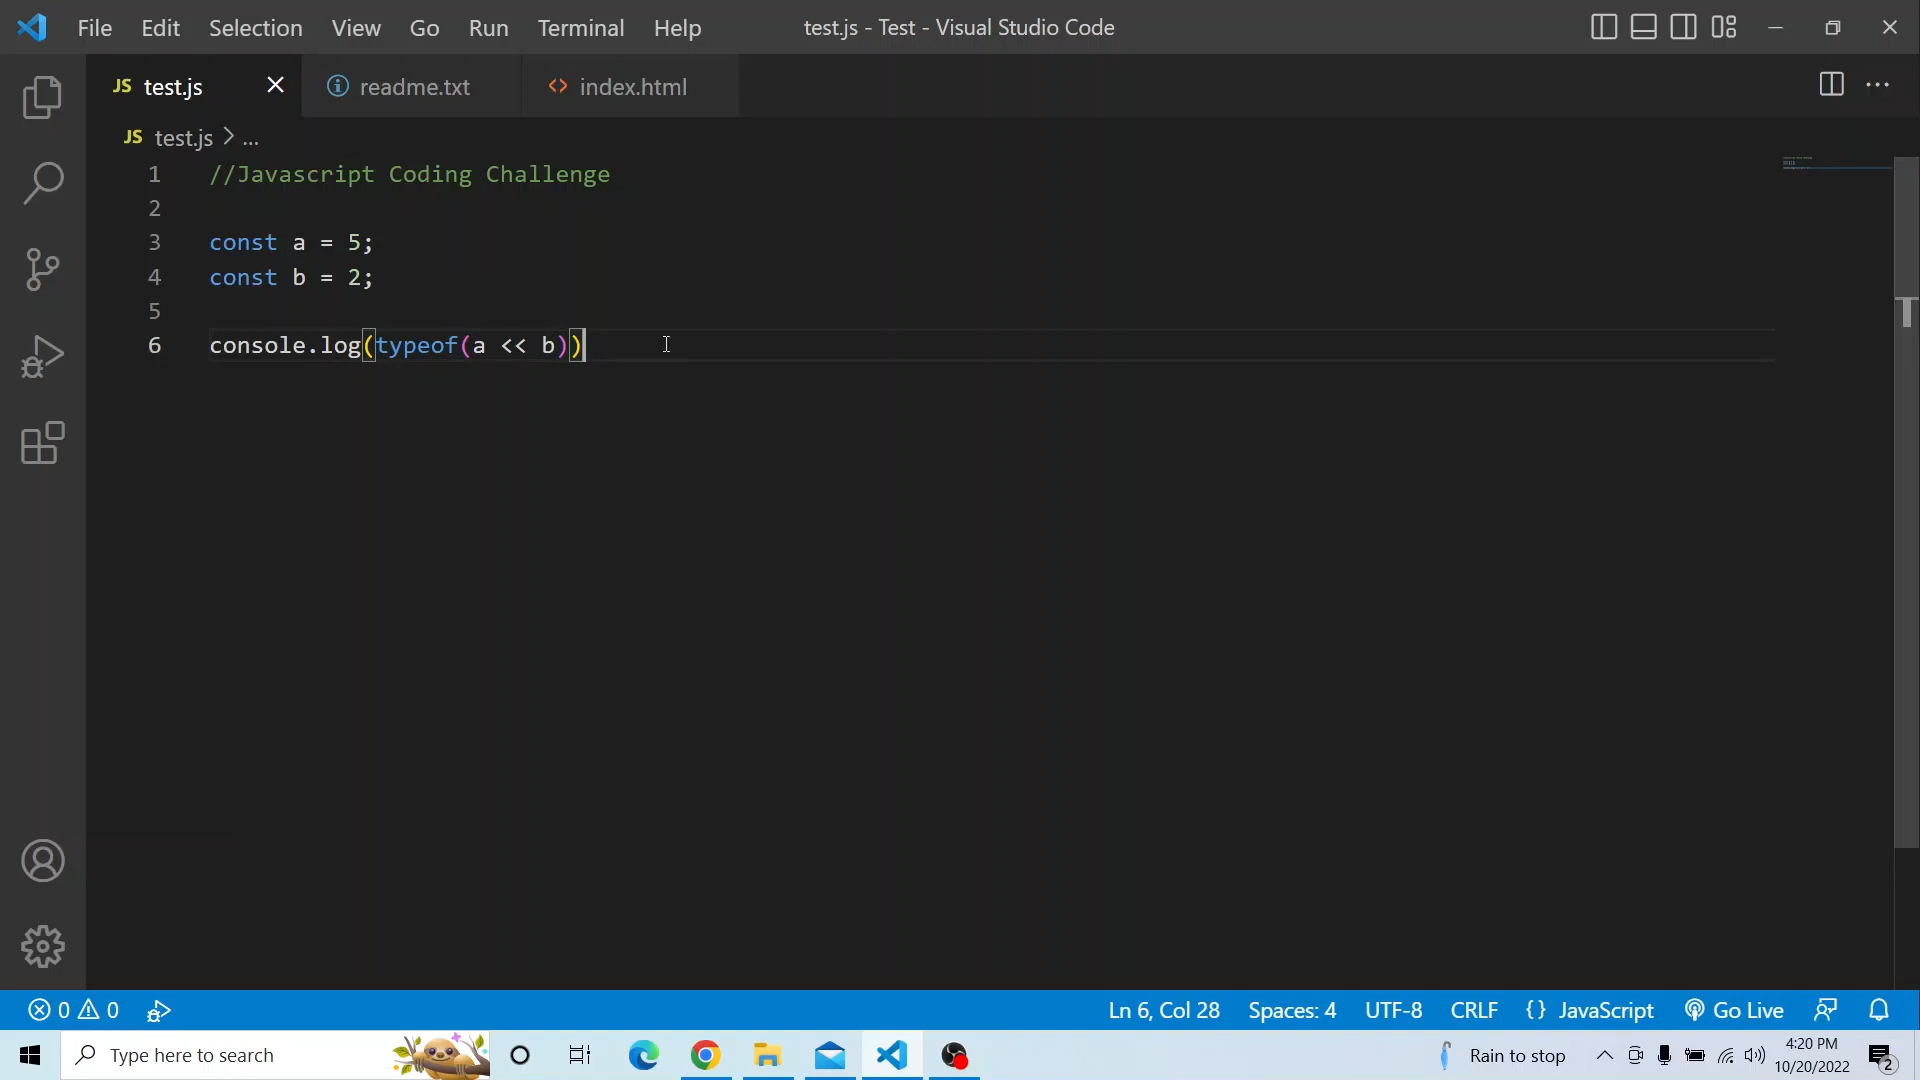 File Edit Selection View Go Run Terminal Help test.js - Test - Visual Studio Code
JS test.js readme.txt index.html
JS test.js > ...
1 //Javascript Coding Challenge
2
3 const a = 5;
4 const b = 2;
5
6 console.log(typeof(a << b))
0 0 Ln 6, Col 28 Spaces: 4 UTF-8 CRLF {} JavaScript Go Live
Type here to search Rain to stop 4:20 PM
10/20/2022 2